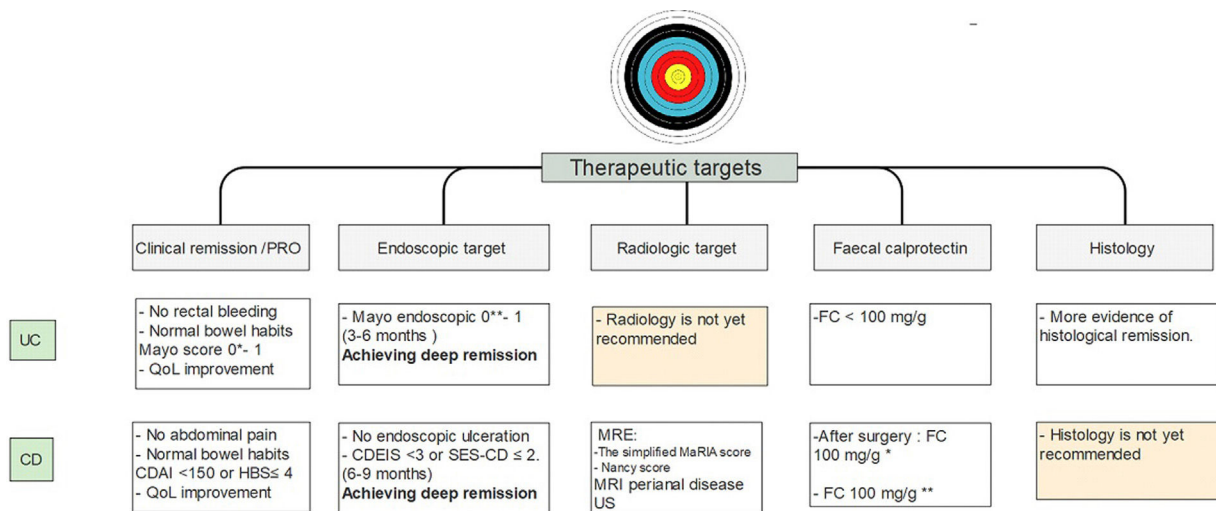 Therapeutic targets
Clinical remission /PRO
Endoscopic target
Radiologic target
Faecal calprotectin
Histology
UC
- No rectal bleeding
- Normal bowel habits
Mayo score 0*- 1
- QoL improvement
- Mayo endoscopic 0**- 1
(3-6 months )
Achieving deep remission
- Radiology is not yet
recommended
-FC < 100 mg/g
- More evidence of
histological remission.
CD
- No abdominal pain
- Normal bowel habits
CDAI <150 or HBS≤ 4
- QoL improvement
- No endoscopic ulceration
- CDEIS <3 or SES-CD ≤ 2.
(6-9 months)
Achieving deep remission
MRE:
-The simplified MaRIA score
- Nancy score
MRI perianal disease
US
-After surgery : FC
100 mg/g *
- FC 100 mg/g **
- Histology is not yet
recommended